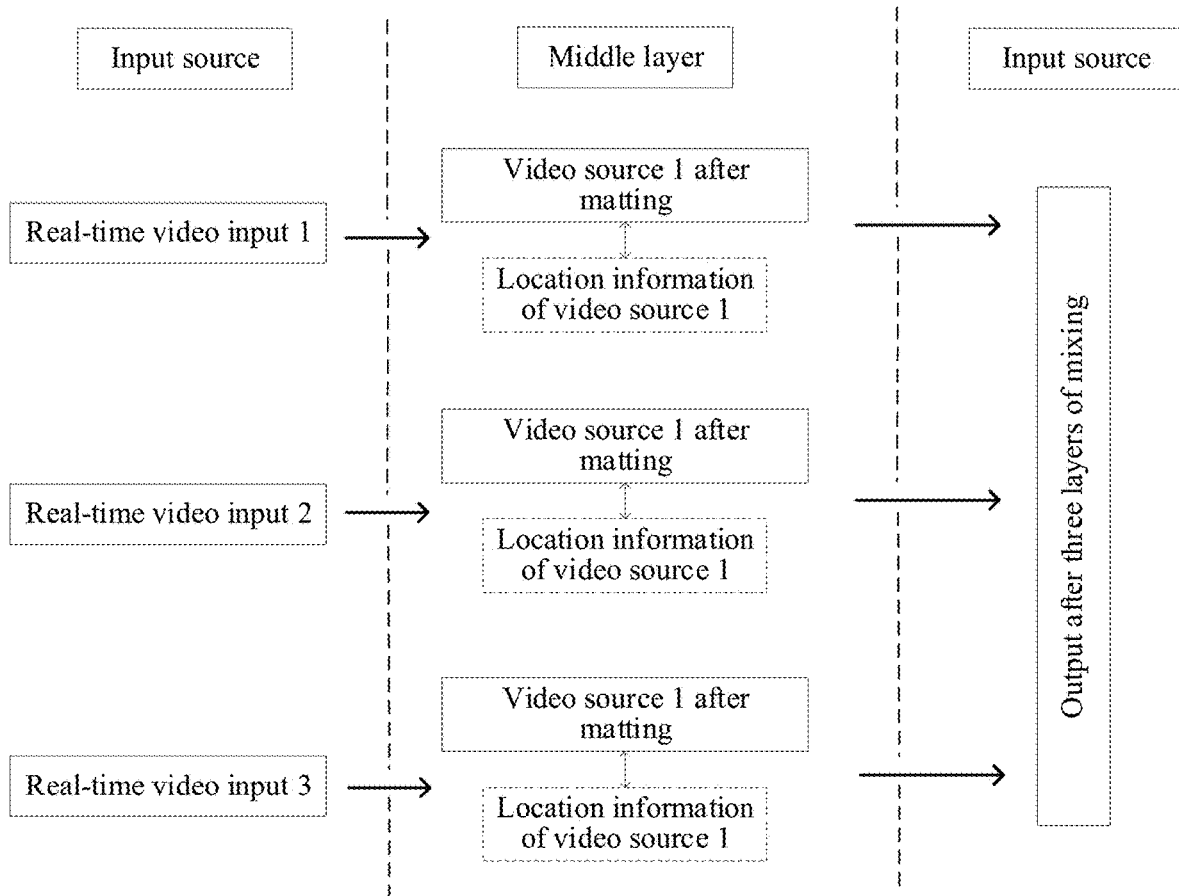 Input source
Middle layer
Input source
Real-time video input 1
Video source 1 after
matting
Location information
of video source 1
Real-time video input 2
Video source 1 after
matting
Location information
of video source 1
Real-time video input 3
Video source 1 after
matting
Location information
of video source 1
Output after three layers of mixing